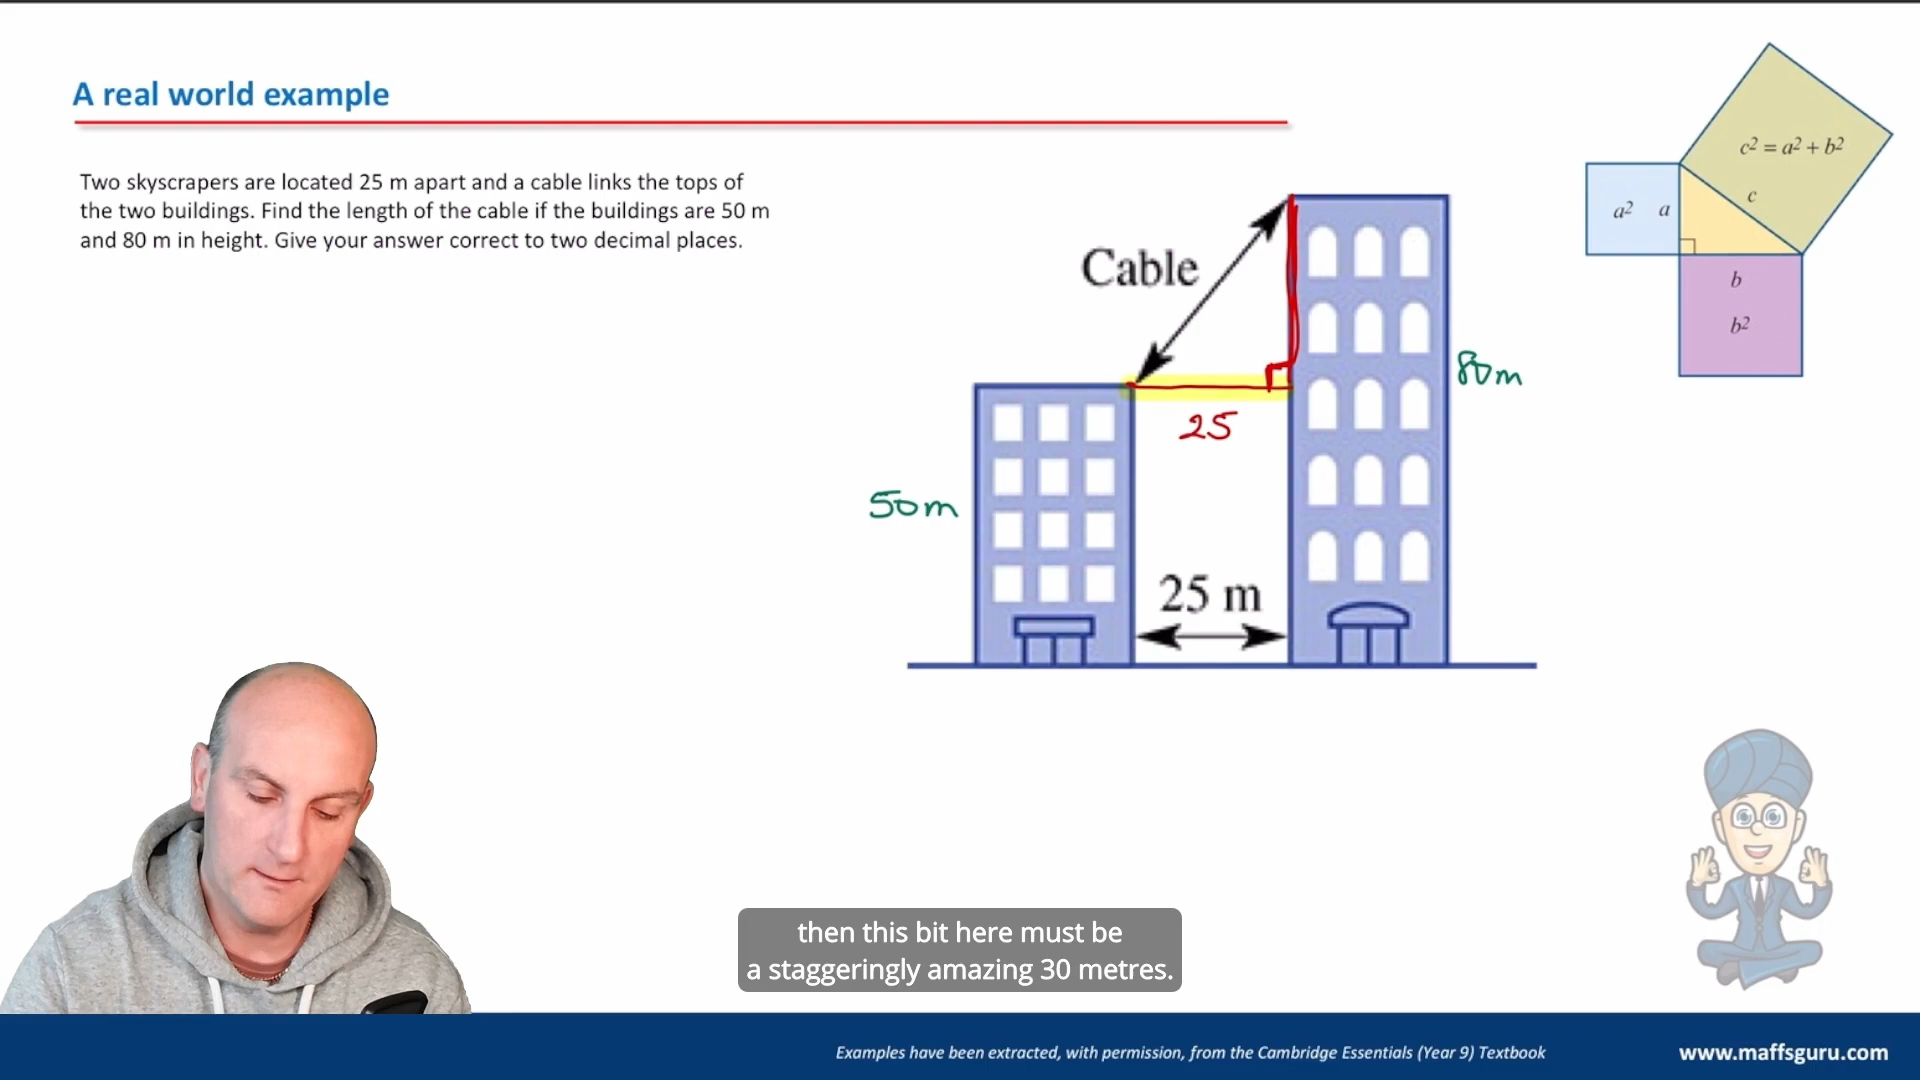 A real world example
Two skyscrapers are located 25 m apart and a cable links the tops of
the two buildings. Find the length of the cable if the buildings are 50 m
and 80 m in height. Give your answer correct to two decimal places.
c² = a² + b²
a² a
c
b
b²
Cable
80m
25
50m
25 m
then this bit here must be
a staggeringly amazing 30 metres.
Examples have been extracted, with permission, from the Cambridge Essentials (Year 9) Textbook
www.maffsguru.com